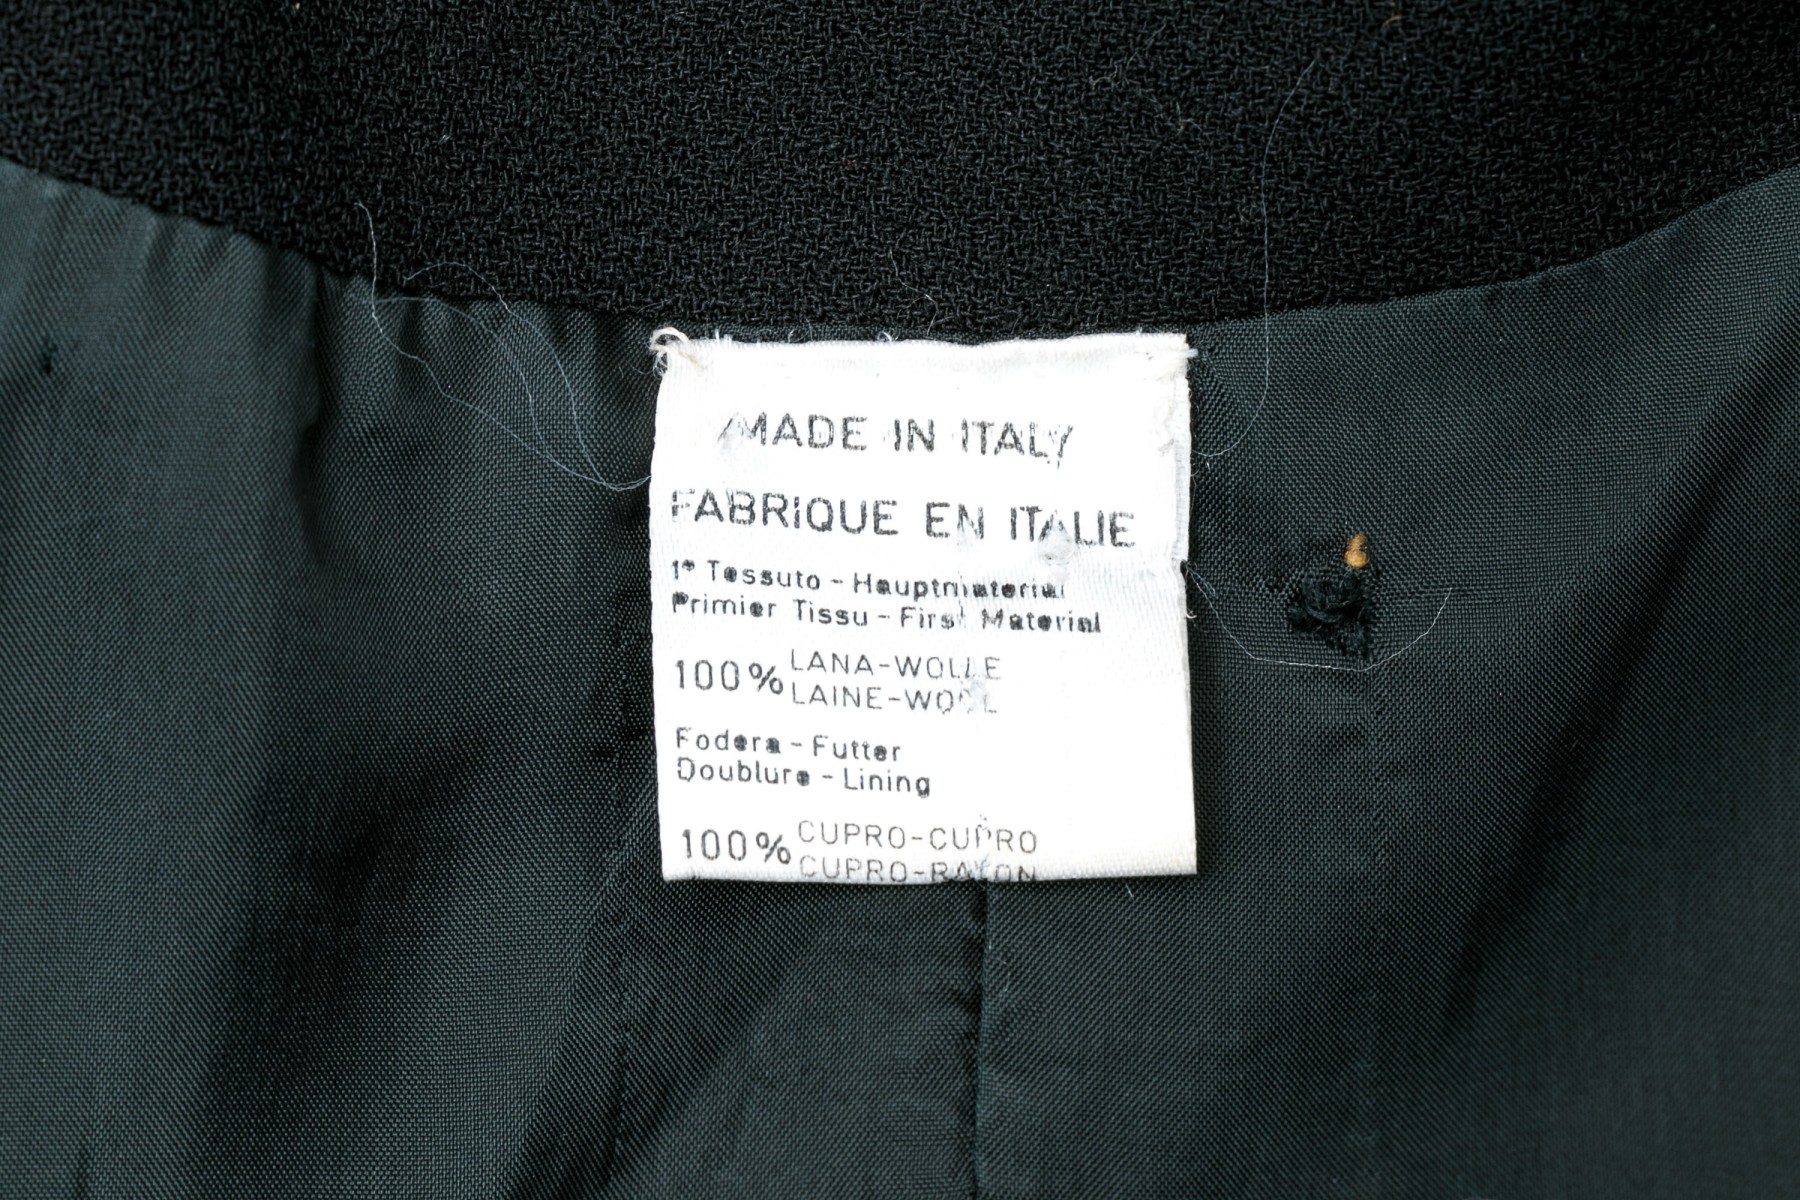 MADE IN ITALY
FABRIQUE EN ITALIE
1° Tessuto - Hauptmaterial
Primier Tissu - First Material
100% LANA-WOLLE
LAINE-WOOL
Fodera - Futter
Doublure - Lining
100% CUPRO-CUPRO
CUPRO-RAYON